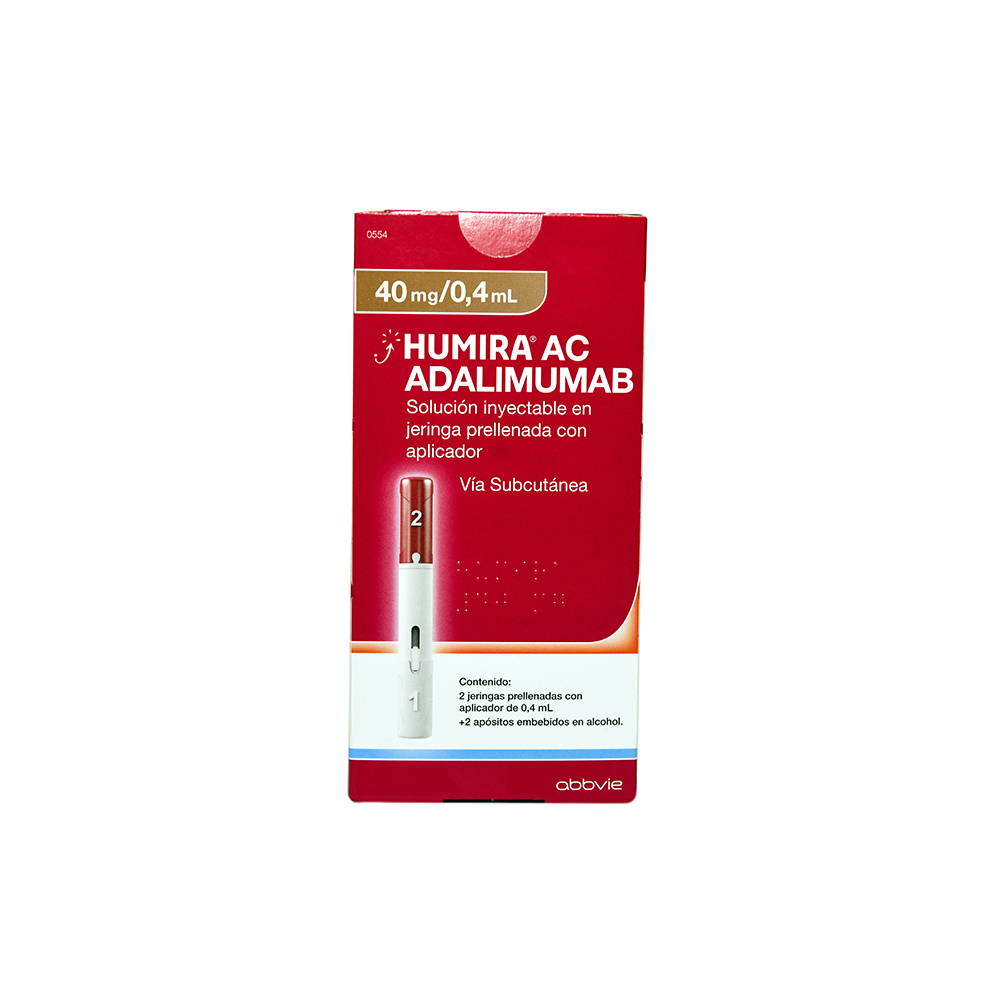 0554
40 mg/0,4 mL
HUMIRA® AC
ADALIMUMAB
Solución inyectable en
jeringa prellenada con
aplicador
Vía Subcutánea
2
1
Contenido:
2 jeringas prellenadas con
aplicador de 0,4 mL
+2 apósitos embebidos en alcohol.
abbvie